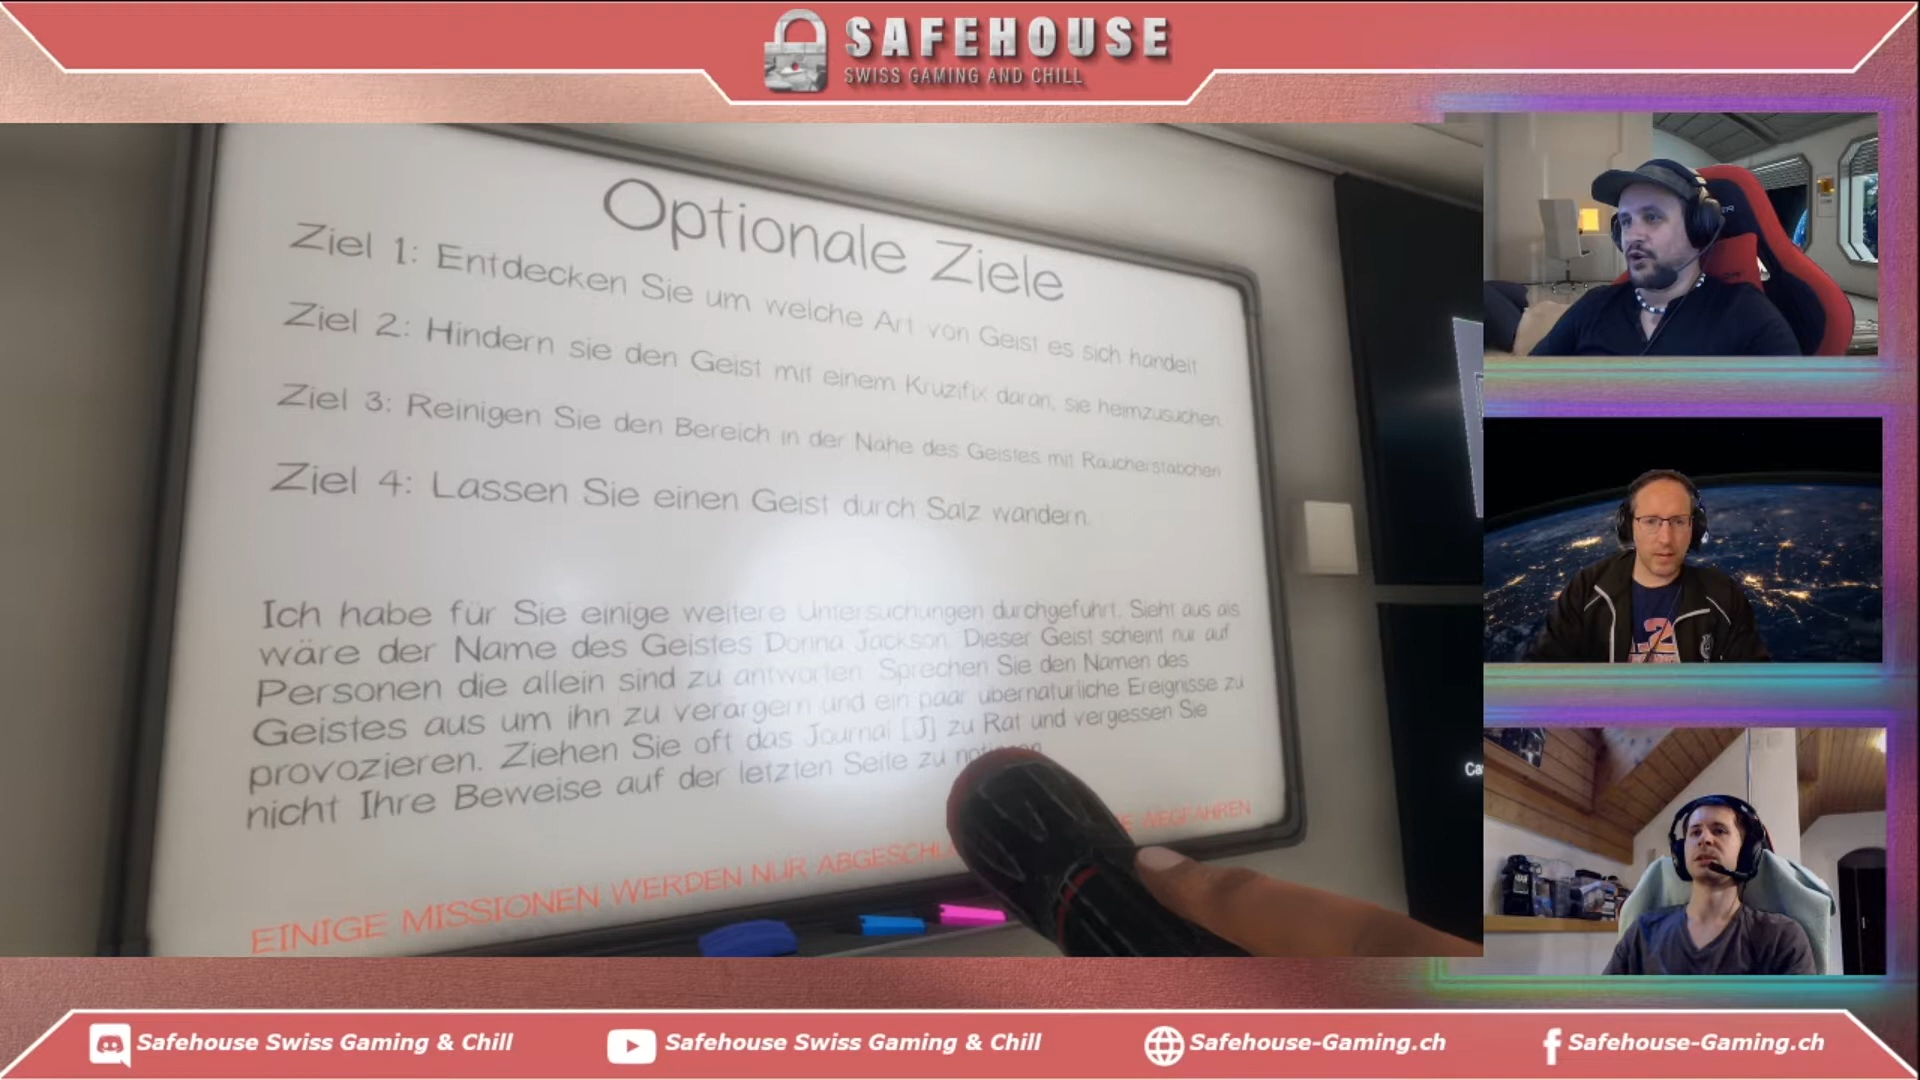 SAFEHOUSE
SWISS GAMING AND CHILL
Optionale Ziele
Ziel 1: Entdecken Sie um welche Art von Geist es sich handelt
Ziel 2: Hindern sie den Geist mit einem Kruzifix daran, sie heimzusuchen.
Ziel 3: Reinigen Sie den Bereich in der Nähe des Geistes mit Räucherstäbchen
Ziel 4: Lassen Sie einen Geist durch Salz wandern.
Ich habe für Sie einige weitere Untersuchungen durchgeführt. Sieht aus als
wäre der Name des Geistes Donna Jackson. Dieser Geist scheint nur auf
Personen die allein sind zu antworten. Sprechen Sie den Namen des
Geistes aus um ihn zu verärgern und ein paar übernatürliche Ereignisse zu
provozieren. Ziehen Sie oft das Journal [J] zu Rat und vergessen Sie
nicht Ihre Beweise auf der letzten Seite zu
EINIGE MISSIONEN WERDEN NUR WEGFAHREN
Safehouse Swiss Gaming & Chill
Safehouse Swiss Gaming & Chill
Safehouse-Gaming.ch
Safehouse-Gaming.ch